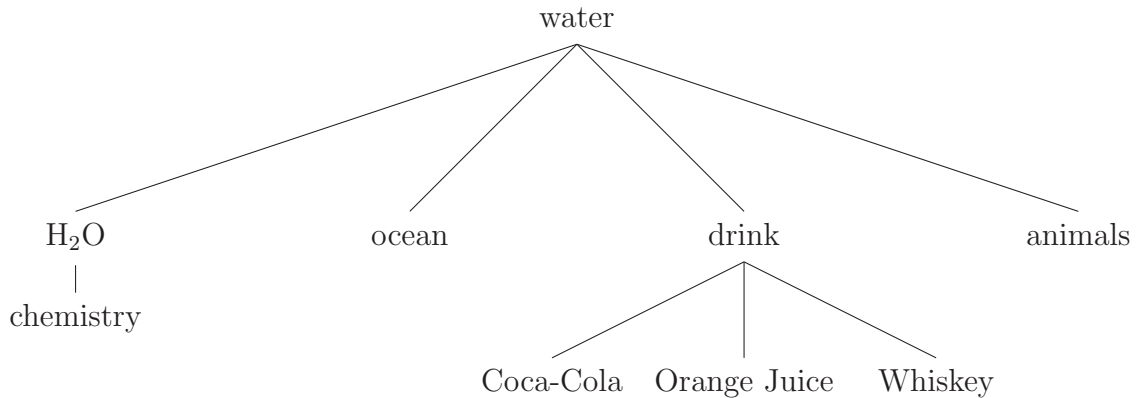 water
H₂O ocean drink animals
chemistry
Coca-Cola Orange Juice Whiskey